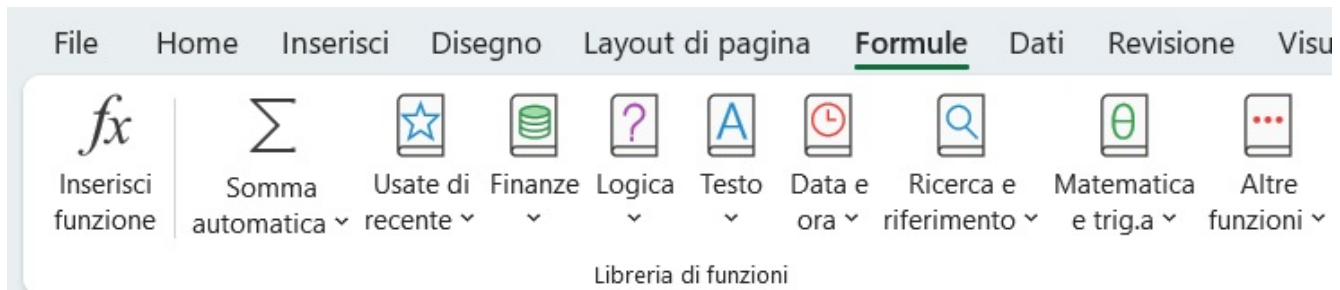 File Home Inserisci Disegno Layout di pagina Formule Dati Revisione Visu
fx
Inserisci funzione
Somma automatica
Usate di recente
Finanze
Logica
Testo
Data e ora
Ricerca e riferimento
Matematica e trig.a
Altre funzioni
Libreria di funzioni